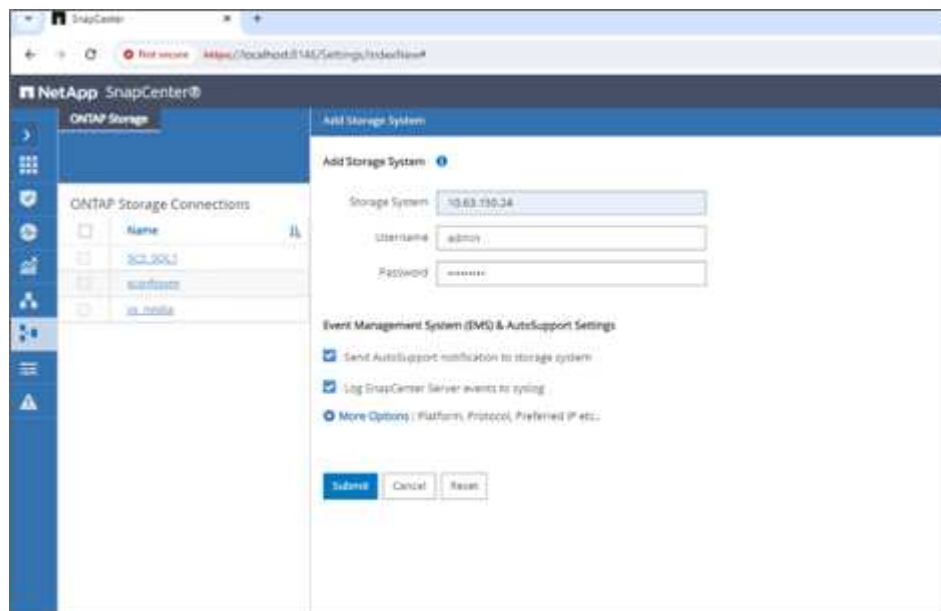 SnapCenter
Not secure https://localhost:8146/Settings/IndexNew#
NetApp SnapCenter®
ONTAP Storage
Add Storage System
Add Storage System
ONTAP Storage Connections
Storage System 10.63.150.24
Name
Username admin
Password ••••••••
Event Management System (EMS) & AutoSupport Settings
Send AutoSupport notification to storage system
Log SnapCenter Server events to syslog
More Options : Platform, Protocol, Preferred IP etc..
Submit Cancel Reset